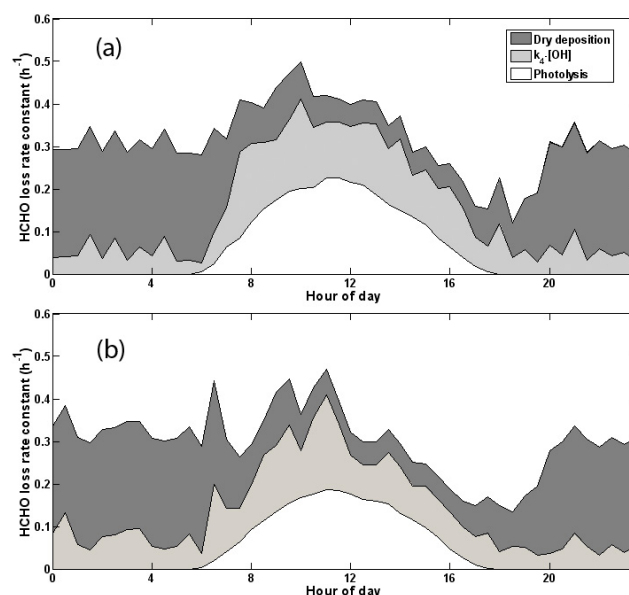 (a)
Dry deposition
k4·[OH]
Photolysis
HCHO loss rate constant (h-1)
0.6
0.5
0.4
0.3
0.2
0.1
0
0 4 8 12 16 20
Hour of day
(b)
HCHO loss rate constant (h-1)
0.6
0.5
0.4
0.3
0.2
0.1
0
0 4 8 12 16 20
Hour of day